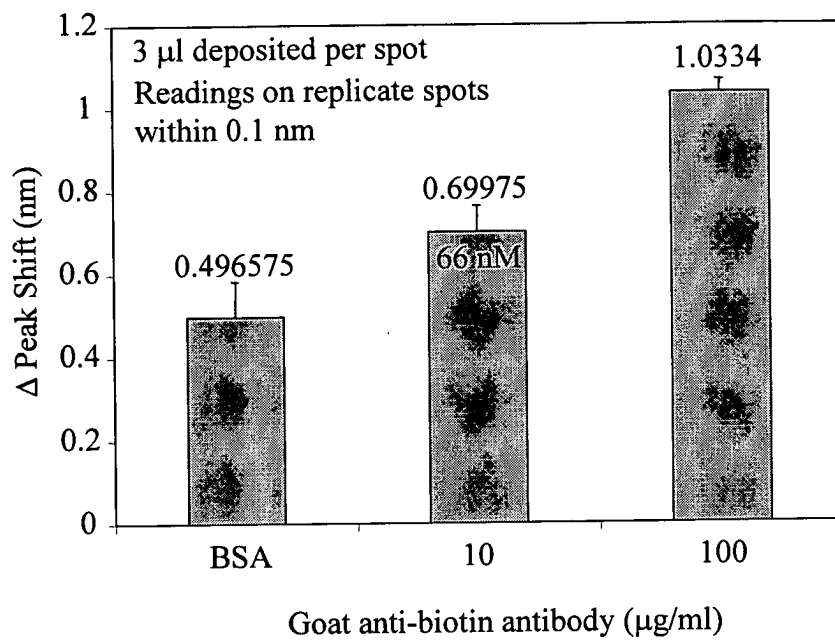 1.2
3 μl deposited per spot
Readings on replicate spots
within 0.1 nm
1.0334
1
0.8
0.69975
66 nM
0.6
0.496575
0.4
0.2
0
Δ Peak Shift (nm)
BSA 10 100
Goat anti-biotin antibody (μg/ml)